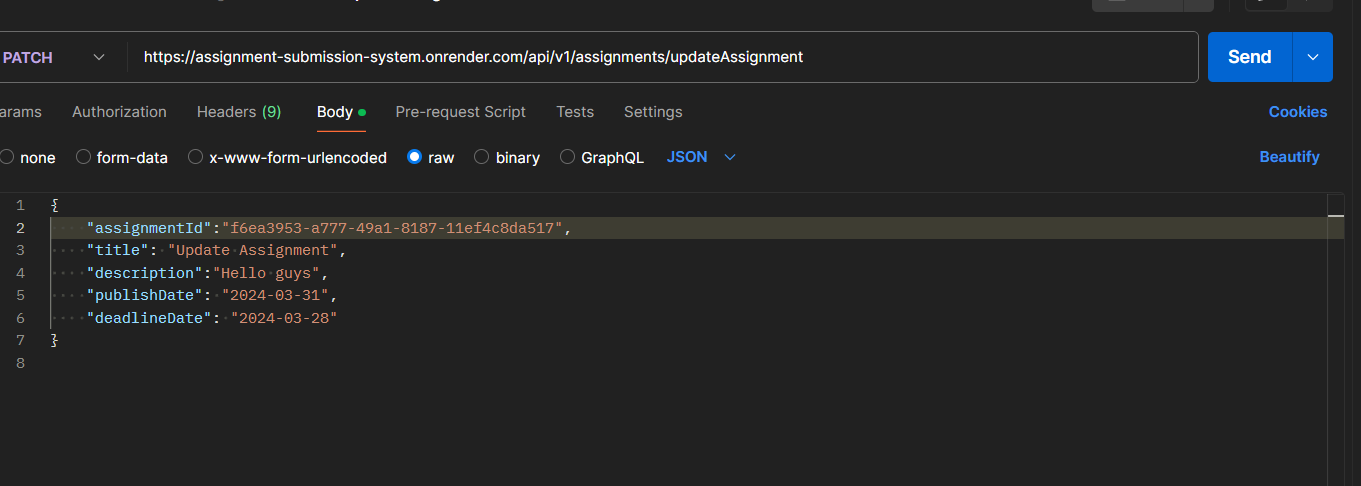 PATCH
https://assignment-submission-system.onrender.com/api/v1/assignments/updateAssignment
Send
arams Authorization Headers (9) Body Pre-request Script Tests Settings Cookies
none form-data x-www-form-urlencoded raw binary GraphQL JSON Beautify
1 {
2 "assignmentId":"f6ea3953-a777-49a1-8187-11ef4c8da517",
3 "title": "Update Assignment",
4 "description":"Hello guys",
5 "publishDate": "2024-03-31",
6 "deadlineDate": "2024-03-28"
7 }
8